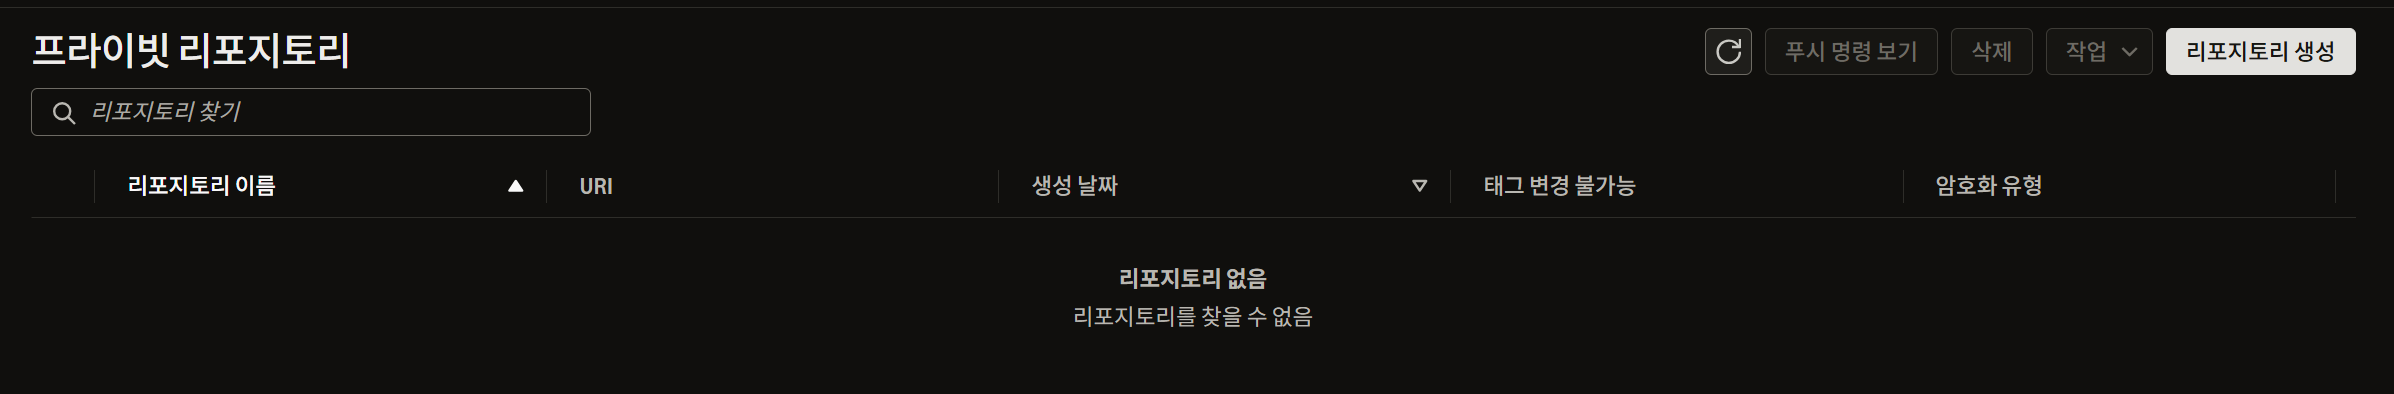 프라이빗 리포지토리
푸시 명령 보기 삭제 작업 리포지토리 생성
리포지토리 찾기
리포지토리 이름 URI 생성 날짜 태그 변경 불가능 암호화 유형
리포지토리 없음
리포지토리를 찾을 수 없음